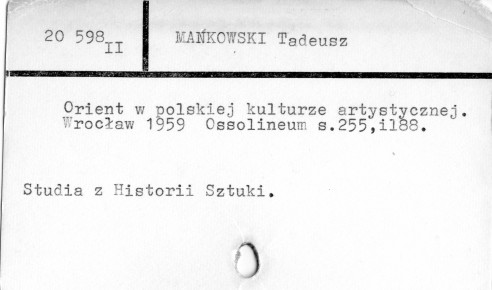 20 598 II MAŃKOWSKI Tadeusz
Orient w polskiej kulturze artystycznej.
Wrocław 1959 Ossolineum s.255,il88.
Studia z Historii Sztuki.